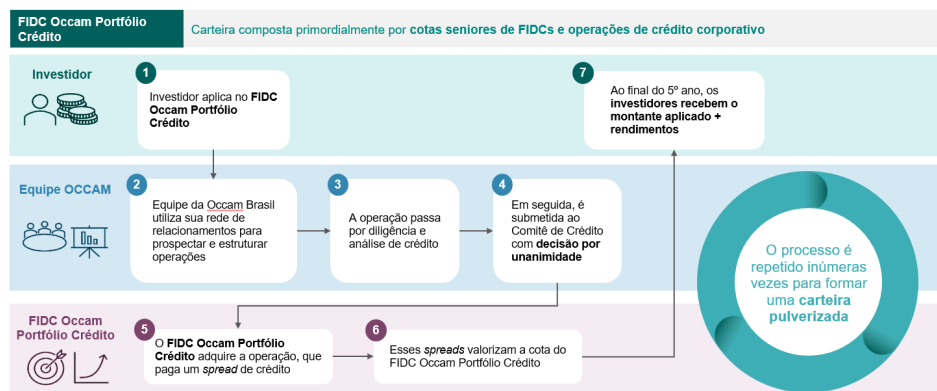 FIDC Occam Portfólio
Crédito
Carteira composta primordialmente por cotas seniores de FIDCs e operações de crédito corporativo
Investidor
1
Investidor aplica no FIDC
Occam Portfólio
Crédito
7
Ao final do 5º ano, os
investidores recebem o
montante aplicado +
rendimentos
Equipe OCCAM
2
Equipe da Occam Brasil
utiliza sua rede de
relacionamentos para
prospectar e estruturar
operações
3
A operação passa
por diligência e
análise de crédito
4
Em seguida, é
submetida ao
Comitê de Crédito
com decisão por
unanimidade
O processo é
repetido inúmeras
vezes para formar
uma carteira
pulverizada
FIDC Occam
Portfólio Crédito
5
O FIDC Occam Portfólio
Crédito adquire a operação, que
paga um spread de crédito
6
Esses spreads valorizam a cota do
FIDC Occam Portfólio Crédito